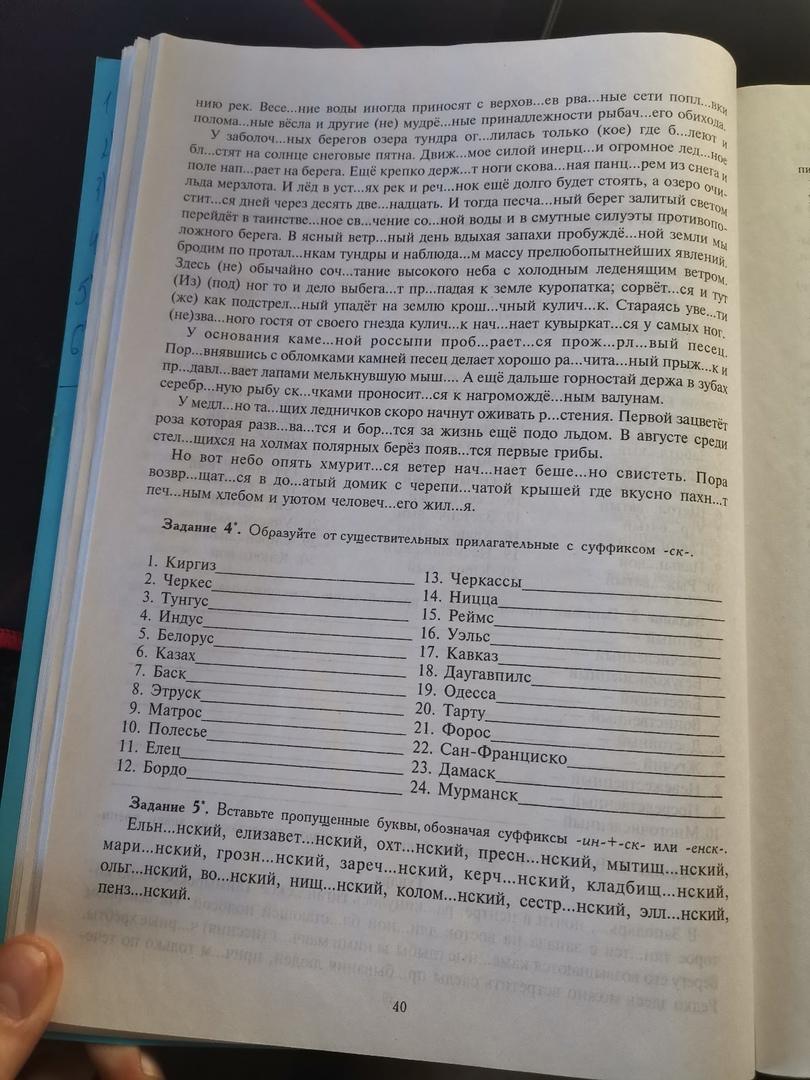 нию рек. Весе...ние воды иногда приносят с верхов...ев рва...ные сети попл...вки
полома...ные вёсла и другие (не) мудрё...ные принадлежности рыбач...его обихода.
У заболоч...ных берегов озера тундра ог...лилась только (кое) где б...леют и
бл...стят на солнце снеговые пятна. Движ...мое силой инерц...и огромное лед...ное
поле нап...рает на берега. Ещё крепко держ...т ноги скова...ная панц...рем из снега и
льда мерзлота. И лёд в уст...ях рек и реч...нок ещё долго будет стоять, а озеро очи-
стит...ся дней через десять две...надцать. И тогда песча...ный берег залитый светом
перейдёт в таинстве...ное св...чение со...ной воды и в смутные силуэты противопо-
ложного берега. В ясный ветр...ный день вдыхая запахи пробуждё...ной земли мы
бродим по протал...нкам тундры и наблюда...м массу прелюбопытнейших явлений.
Здесь (не) обычайно соч...тание высокого неба с холодным леденящим ветром.
(Из) (под) ног то и дело выбега...т пр...падая к земле куропатка; сорвёт...ся и тут
(же) как подстрел...ный упадёт на землю крош...чный кулич...к. Стараясь уве...ти
(не)зва...ного гостя от своего гнезда кулич...к нач...нает кувыркат...ся у самых ног.
У основания каме...ной россыпи проб...рает...ся прож...рл...вый песец.
Пор...внявшись с обломками камней песец делает хорошо ра...чита...ный прыж...к и
пр...давл...вает лапами мелькнувшую мыш.... А ещё дальше горностай держа в зубах
серебр...ную рыбу ск...чками проносит...ся к нагромождё...ным валунам.
У медл...но та...щих ледничков скоро начнут оживать р...стения. Первой зацветёт
роза которая разв...ва...тся и бор...тся за жизнь ещё подо льдом. В августе среди
стел...щихся на холмах полярных берёз появ...тся первые грибы.
Но вот небо опять хмурит...ся ветер нач...нает беше...но свистеть. Пора
возвр...щат...ся в до...атый домик с черепи...чатой крышей где вкусно пахн...т
печ...ным хлебом и уютом человеч...его жил...я.
Задание 4*. Образуйте от существительных прилагательные с суффиксом -ск-.
1. Киргиз
2. Черкес
3. Тунгус
4. Индус
5. Белорус
6. Казах
7. Баск
8. Этруск
9. Матрос
10. Полесье
11. Елец
12. Бордо
13. Черкассы
14. Ницца
15. Реймс
16. Уэльс
17. Кавказ
18. Даугавпилс
19. Одесса
20. Тарту
21. Форос
22. Сан-Франциско
23. Дамаск
24. Мурманск
Задание 5*. Вставьте пропущенные буквы, обозначая суффиксы -ин-+-ск- или -енск-.
Ельн...нский, елизавет...нский, охт...нский, пресн...нский, мытищ...нский,
мари...нский, грозн...нский, зареч...нский, керч...нский, кладбищ...нский,
ольг...нский, во...нский, нищ...нский, колом...нский, сестр...нский, элл...нский,
пенз...нский.
40